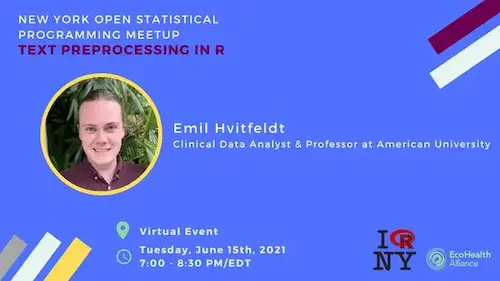 NEW YORK OPEN STATISTICAL
PROGRAMMING MEETUP
TEXT PREPROCESSING IN R
Emil Hvitfeldt
Clinical Data Analyst & Professor at American University
Virtual Event
Tuesday, June 15th, 2021
7:00 - 8:30 PM/EDT
I R
NY
EcoHealth
Alliance